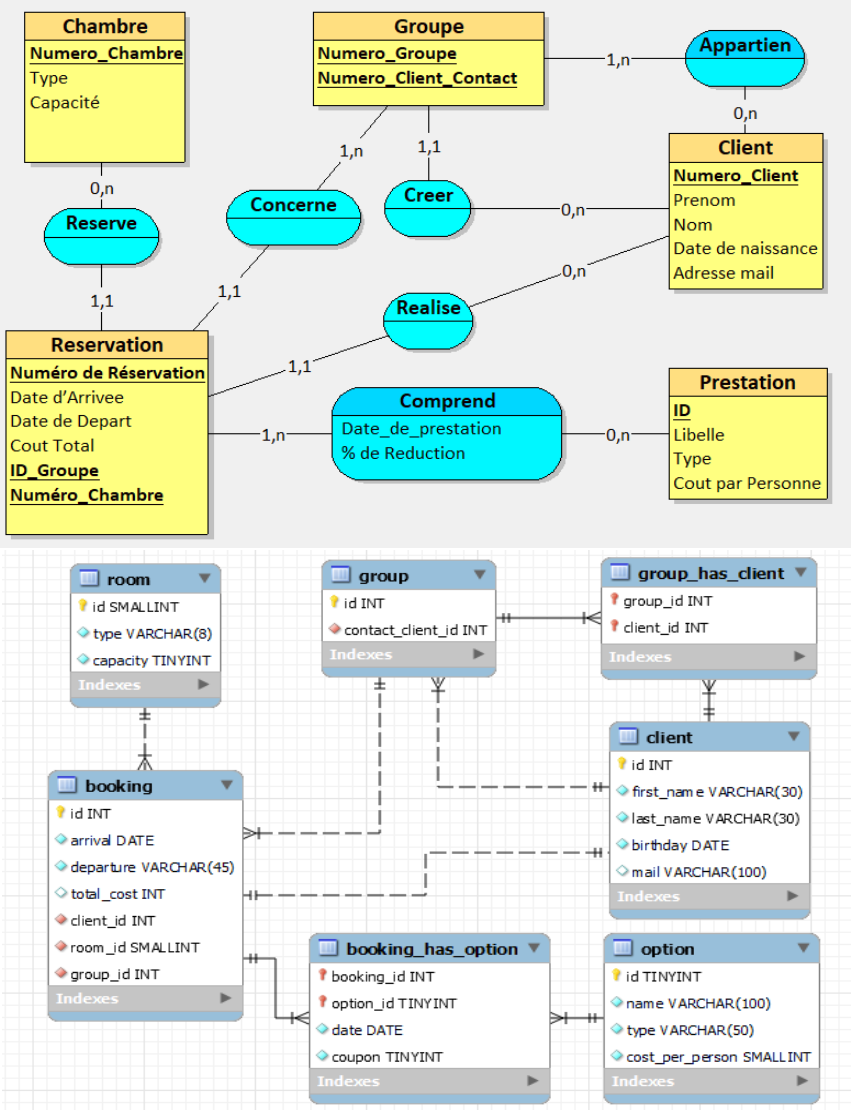 Chambre
Numero_Chambre
Type
Capacité
Groupe
Numero_Groupe
Numero_Client_Contact
1,n
Appartien
0,n
Client
Numero_Client
Prenom
Nom
Date de naissance
Adresse mail
0,n
Reserve
1,1
1,n
Concerne
1,1
1,1
Creer
0,n
0,n
Realise
1,1
Reservation
Numéro de Réservation
Date d’Arrivee
Date de Depart
Cout Total
ID_Groupe
Numéro_Chambre
1,n
Comprend
Date_de_prestation
% de Reduction
0,n
Prestation
ID
Libelle
Type
Cout par Personne
room
id SMALLINT
type VARCHAR(8)
capacity TINYINT
Indexes
group
id INT
contact_client_id INT
Indexes
group_has_client
group_id INT
client_id INT
Indexes
client
id INT
first_name VARCHAR(30)
last_name VARCHAR(30)
birthday DATE
mail VARCHAR(100)
Indexes
booking
id INT
arrival DATE
departure VARCHAR(45)
total_cost INT
client_id INT
room_id SMALLINT
group_id INT
Indexes
booking_has_option
booking_id INT
option_id TINYINT
date DATE
coupon TINYINT
Indexes
option
id TINYINT
name VARCHAR(100)
type VARCHAR(50)
cost_per_person SMALLINT
Indexes